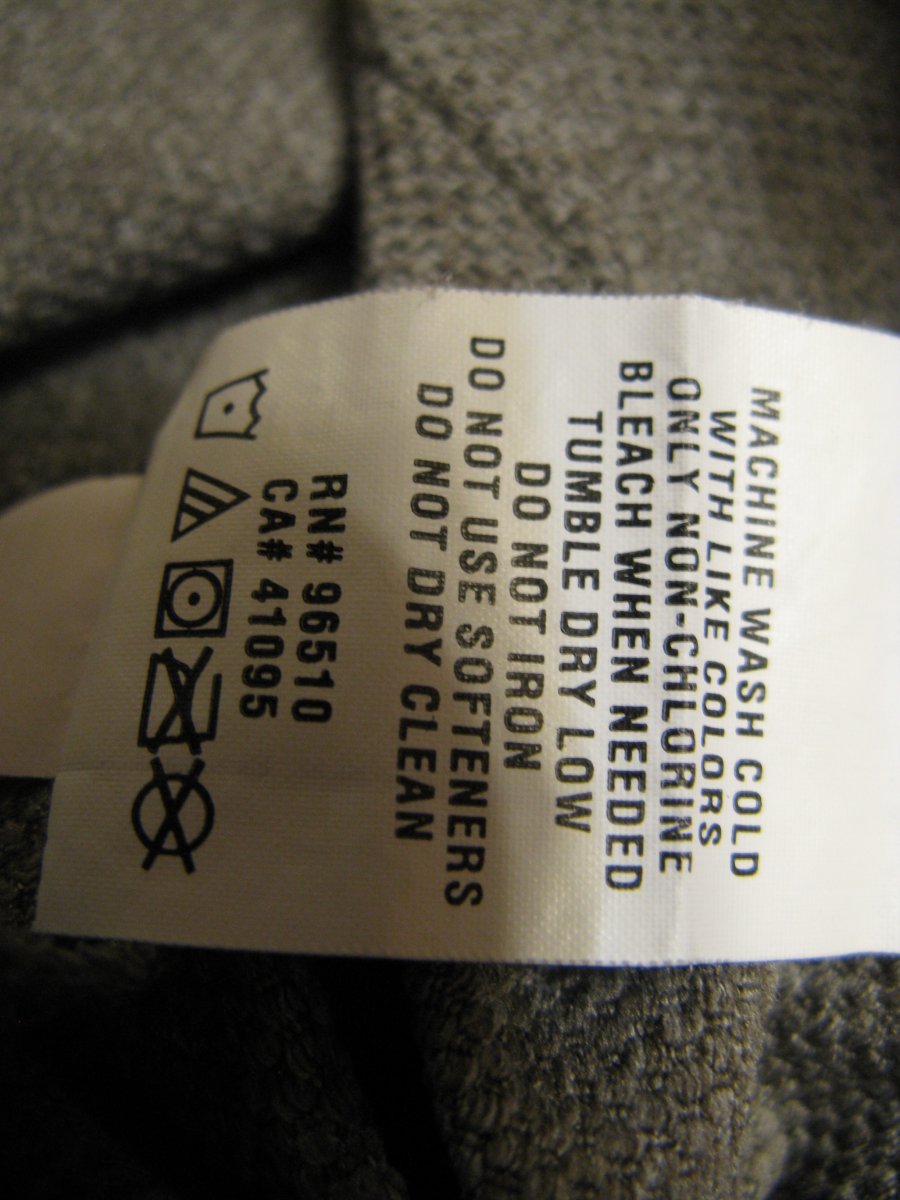 MACHINE WASH COLD
WITH LIKE COLORS
ONLY NON-CHLORINE
BLEACH WHEN NEEDED
TUMBLE DRY LOW
DO NOT IRON
DO NOT USE SOFTENERS
DO NOT DRY CLEAN
RN# 96510
CA# 41095